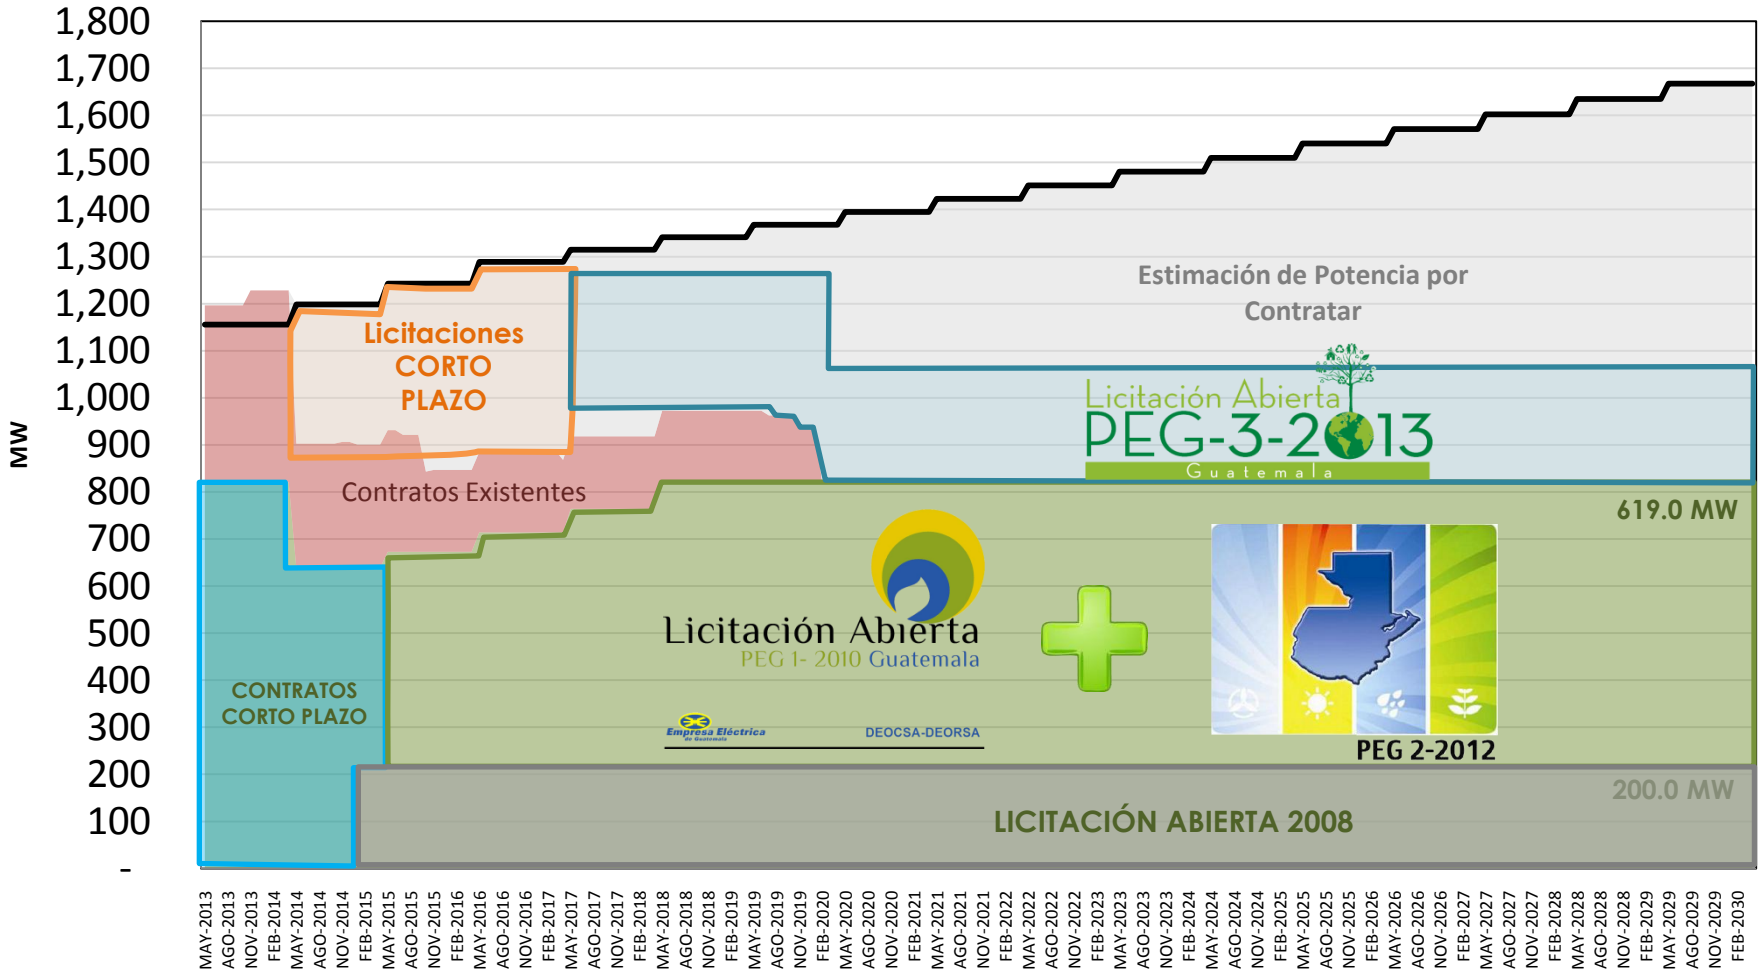 1,800
1,700
1,600
1,500
1,400
1,300
1,200
1,100
1,000
900
800
700
600
500
400
300
200
100
-
MW
Estimación de Potencia por
Contratar
Licitaciones
CORTO
PLAZO
Licitación Abierta
PEG-3-2013
Guatemala
Contratos Existentes
619.0 MW
Licitación Abierta
PEG 1- 2010 Guatemala
CONTRATOS
CORTO PLAZO
Empresa Eléctrica
de Guatemala
DEOCSA-DEORSA
PEG 2-2012
200.0 MW
LICITACIÓN ABIERTA 2008
MAY-2013
AGO-2013
NOV-2013
FEB-2014
MAY-2014
AGO-2014
NOV-2014
FEB-2015
MAY-2015
AGO-2015
NOV-2015
FEB-2016
MAY-2016
AGO-2016
NOV-2016
FEB-2017
MAY-2017
AGO-2017
NOV-2017
FEB-2018
MAY-2018
AGO-2018
NOV-2018
FEB-2019
MAY-2019
AGO-2019
NOV-2019
FEB-2020
MAY-2020
AGO-2020
NOV-2020
FEB-2021
MAY-2021
AGO-2021
NOV-2021
FEB-2022
MAY-2022
AGO-2022
NOV-2022
FEB-2023
MAY-2023
AGO-2023
NOV-2023
FEB-2024
MAY-2024
AGO-2024
NOV-2024
FEB-2025
MAY-2025
AGO-2025
NOV-2025
FEB-2026
MAY-2026
AGO-2026
NOV-2026
FEB-2027
MAY-2027
AGO-2027
NOV-2027
FEB-2028
MAY-2028
AGO-2028
NOV-2028
FEB-2029
MAY-2029
AGO-2029
NOV-2029
FEB-2030